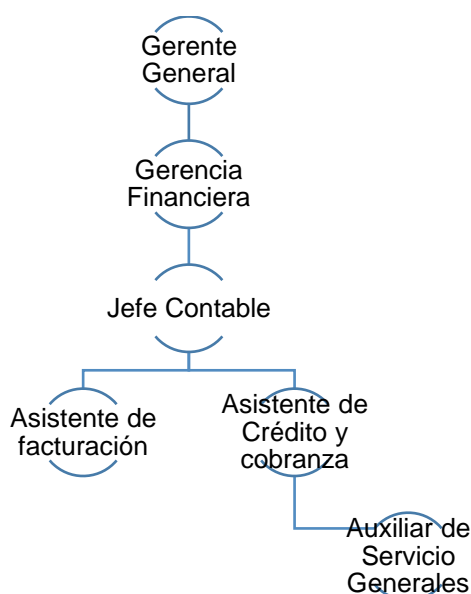 Gerente
General
Gerencia
Financiera
Jefe Contable
Asistente de
facturación
Asistente de
Crédito y
cobranza
Auxiliar de
Servicio
Generales